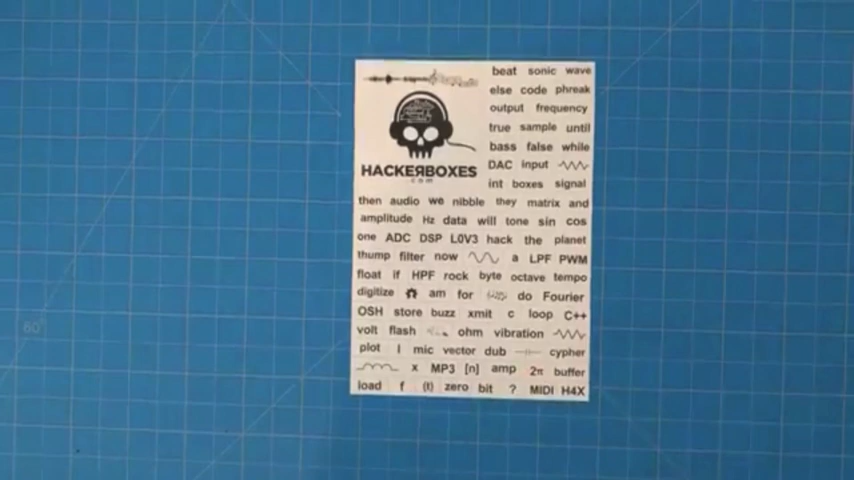 beat sonic wave
else code phreak
output frequency
true sample until
bass false while
DAC input
int boxes signal
HACKERBOXES
.com
then audio we nibble they matrix and
amplitude Hz data will tone sin cos
one ADC DSP L0V3 hack the planet
thump filter now a LPF PWM
float if HPF rock byte octave tempo
digitize am for do Fourier
OSH store buzz xmit c loop C++
volt flash ohm vibration
plot I mic vector dub cypher
x MP3 [n] amp 2π buffer
load f (t) zero bit ? MIDI H4X
60°